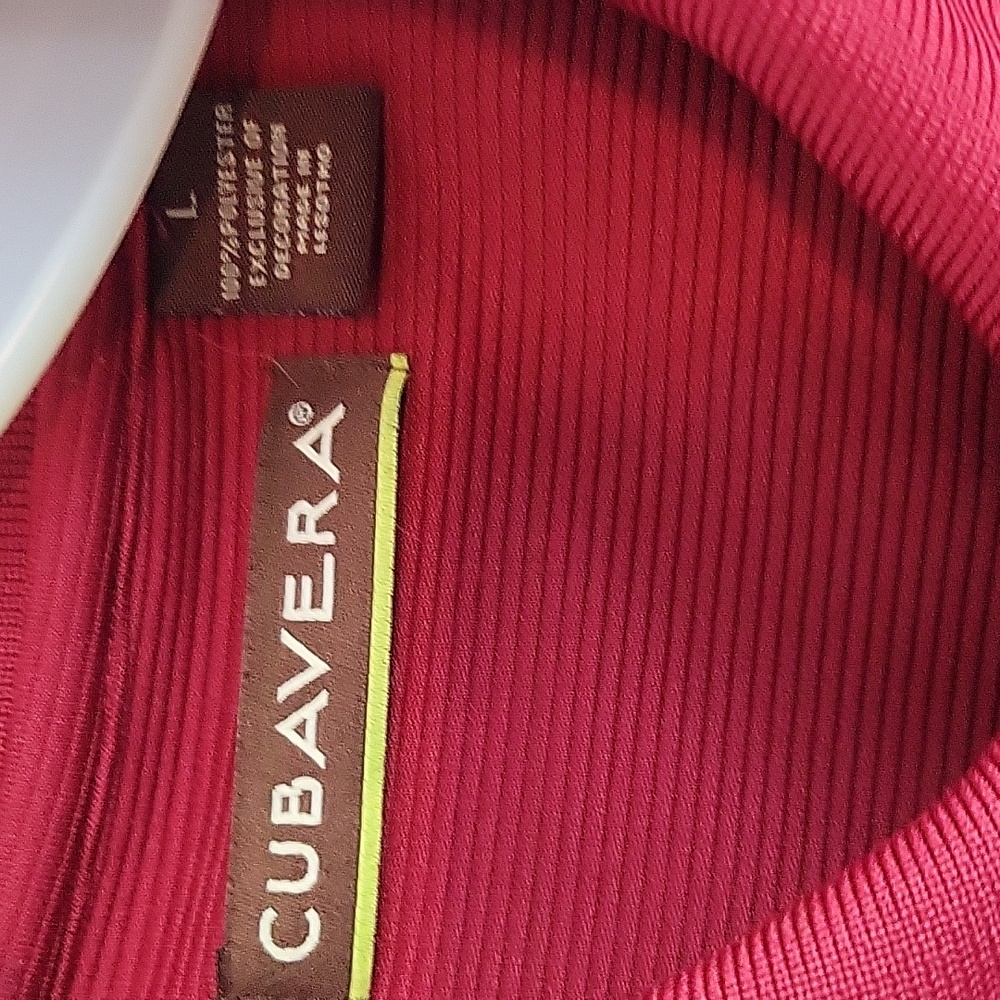 L
100% POLYESTER
EXCLUSIVE OF
DECORATION
MADE IN
LESOTHO
CUBAVERA®